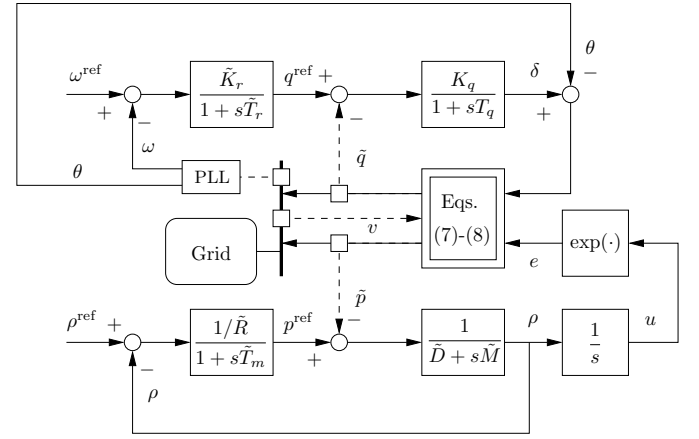 θ
ω^ref
+
−
ω
K̃_r
1 + sT̃_r
q^ref +
−
q̃
K_q
1 + sT_q
δ
+
−
θ
PLL
v
Eqs.
(7)-(8)
e
exp(·)
Grid
p̃
ρ^ref +
−
ρ
1/R̃
1 + sT̃_m
p^ref
+
−
1
D̃ + sM̃
ρ
1
s
u